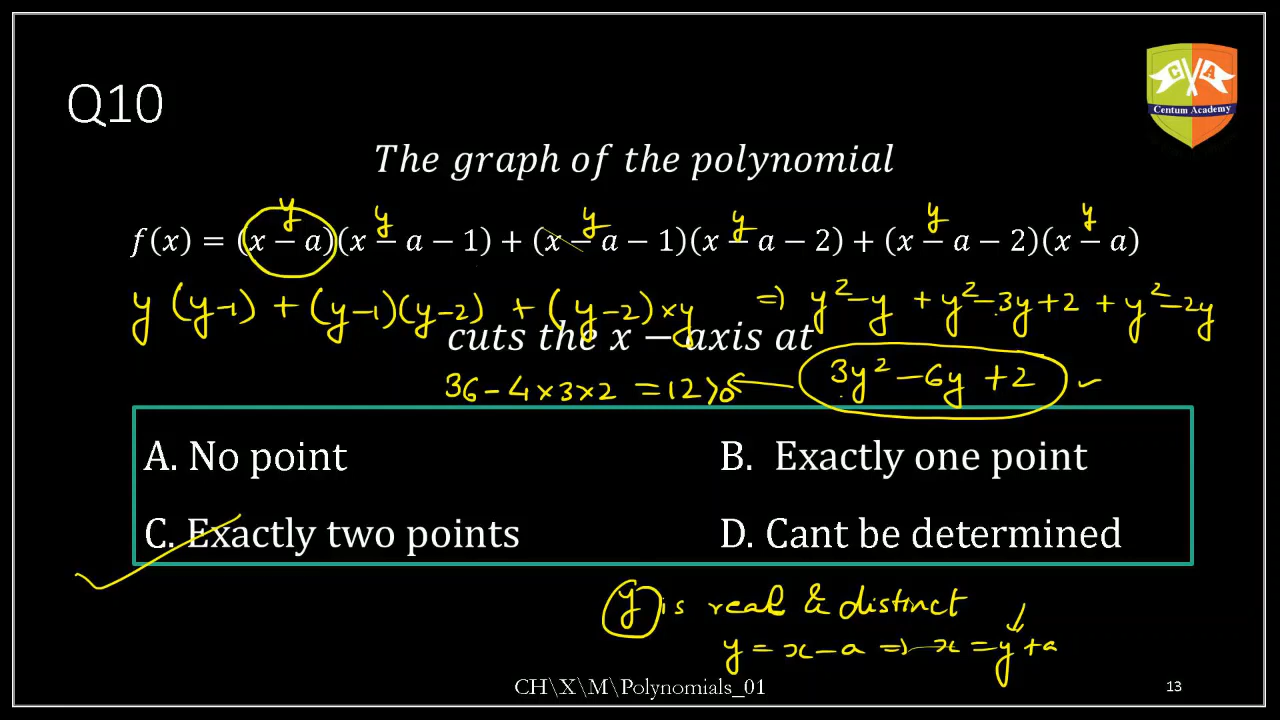 Q10
C A
Centum Academy
The graph of the polynomial
y y y y y y
f(x) = (x − a)(x − a − 1) + (x − a − 1)(x − a − 2) + (x − a − 2)(x − a)
y (y-1) + (y-1)(y-2) + (y-2) × y ⇒ y² - y + y² - 3y + 2 + y² - 2y
cuts the x − axis at
36 - 4×3×2 = 12 > 0 ← 3y² - 6y + 2 ✓
A. No point
B. Exactly one point
C. Exactly two points
D. Cant be determined
y is real & distinct
y = x - a ⇒ x = y + a
CH\X\M\Polynomials_01
13